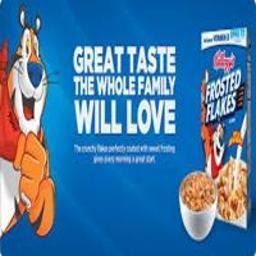 GREAT TASTE
THE WHOLE FAMILY
WILL LOVE
The crunchy flakes perfectly coated with sweet frosting
gives every morning a great start.
Kellogg's
FROSTED
FLAKES